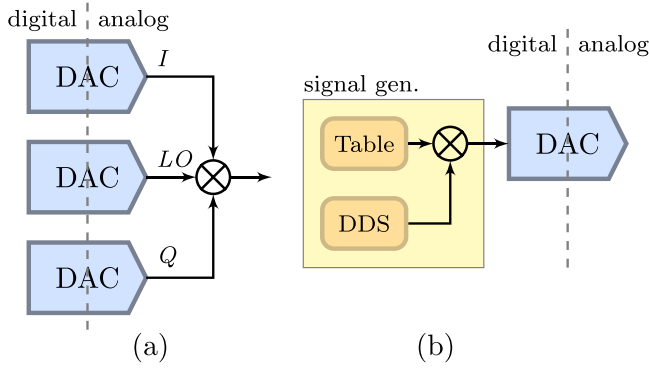 digital analog
DAC
I
DAC
LO
DAC
Q
(a)
digital analog
signal gen.
Table
DDS
DAC
(b)